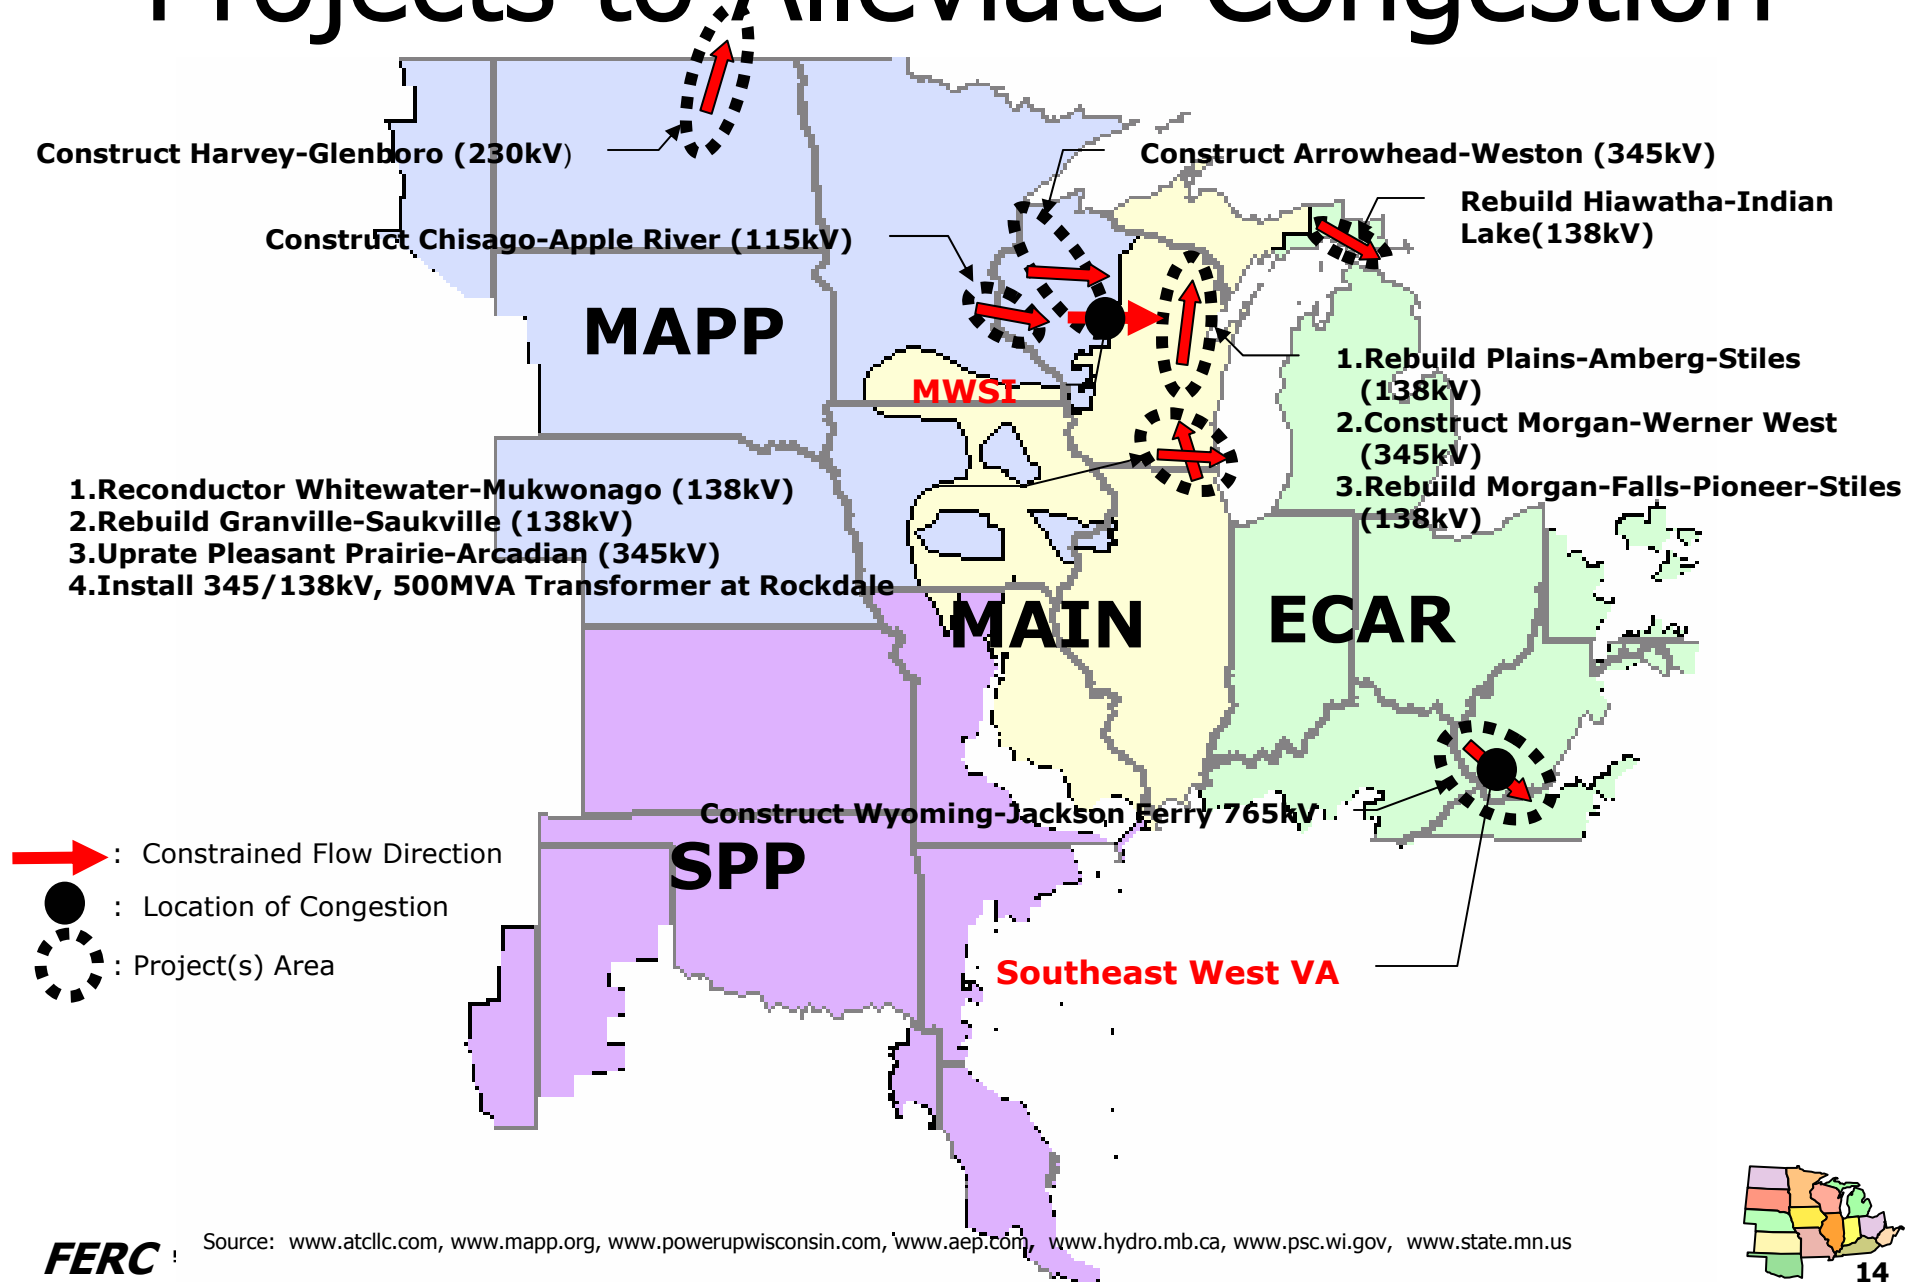 Projects to Alleviate Congestion
Construct Harvey-Glenboro (230kV)
Construct Arrowhead-Weston (345kV)
Rebuild Hiawatha-Indian
Lake(138kV)
Construct Chisago-Apple River (115kV)
MAPP
MWSI
1.Rebuild Plains-Amberg-Stiles
(138kV)
2.Construct Morgan-Werner West
(345kV)
3.Rebuild Morgan-Falls-Pioneer-Stiles
(138kV)
1.Reconductor Whitewater-Mukwonago (138kV)
2.Rebuild Granville-Saukville (138kV)
3.Uprate Pleasant Prairie-Arcadian (345kV)
4.Install 345/138kV, 500MVA Transformer at Rockdale
MAIN
ECAR
Construct Wyoming-Jackson Ferry 765kV
SPP
: Constrained Flow Direction
: Location of Congestion
: Project(s) Area
Southeast West VA
FERC
Source: www.atcllc.com, www.mapp.org, www.powerupwisconsin.com, www.aep.com, www.hydro.mb.ca, www.psc.wi.gov, www.state.mn.us
14